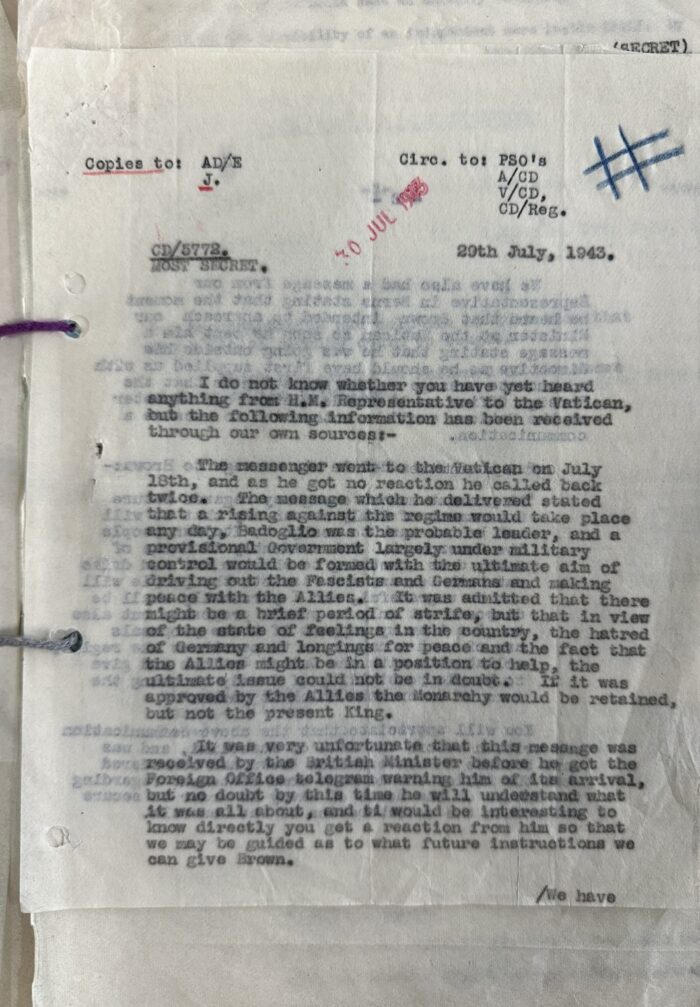 (SECRET)
Copies to: AD/E
J.
Circ. to: PSO's
A/CD
V/CD,
CD/Reg.
30 JUL 1943
CD/5772.
MOST SECRET.
29th July, 1943.
I do not know whether you have yet heard
anything from H.M. Representative to the Vatican,
but the following information has been received
through our own sources:-
The messenger went to the Vatican on July
18th, and as he got no reaction he called back
twice. The message which he delivered stated
that a rising against the regime would take place
any day, Badoglio was the probable leader, and a
provisional Government largely under military
control would be formed with the ultimate aim of
driving out the Fascists and Germans and making
peace with the Allies. It was admitted that there
might be a brief period of strife, but that in view
of the state of feelings in the country, the hatred
of Germany and longings for peace and the fact that
the Allies might be in a position to help, the
ultimate issue could not be in doubt. If it was
approved by the Allies the Monarchy would be retained,
but not the present King.
It was very unfortunate that this message was
received by the British Minister before he got the
Foreign Office telegram warning him of its arrival,
but no doubt by this time he will understand what
it was all about, and ti would be interesting to
know directly you get a reaction from him so that
we may be guided as to what future instructions we
can give Brown.
/We have